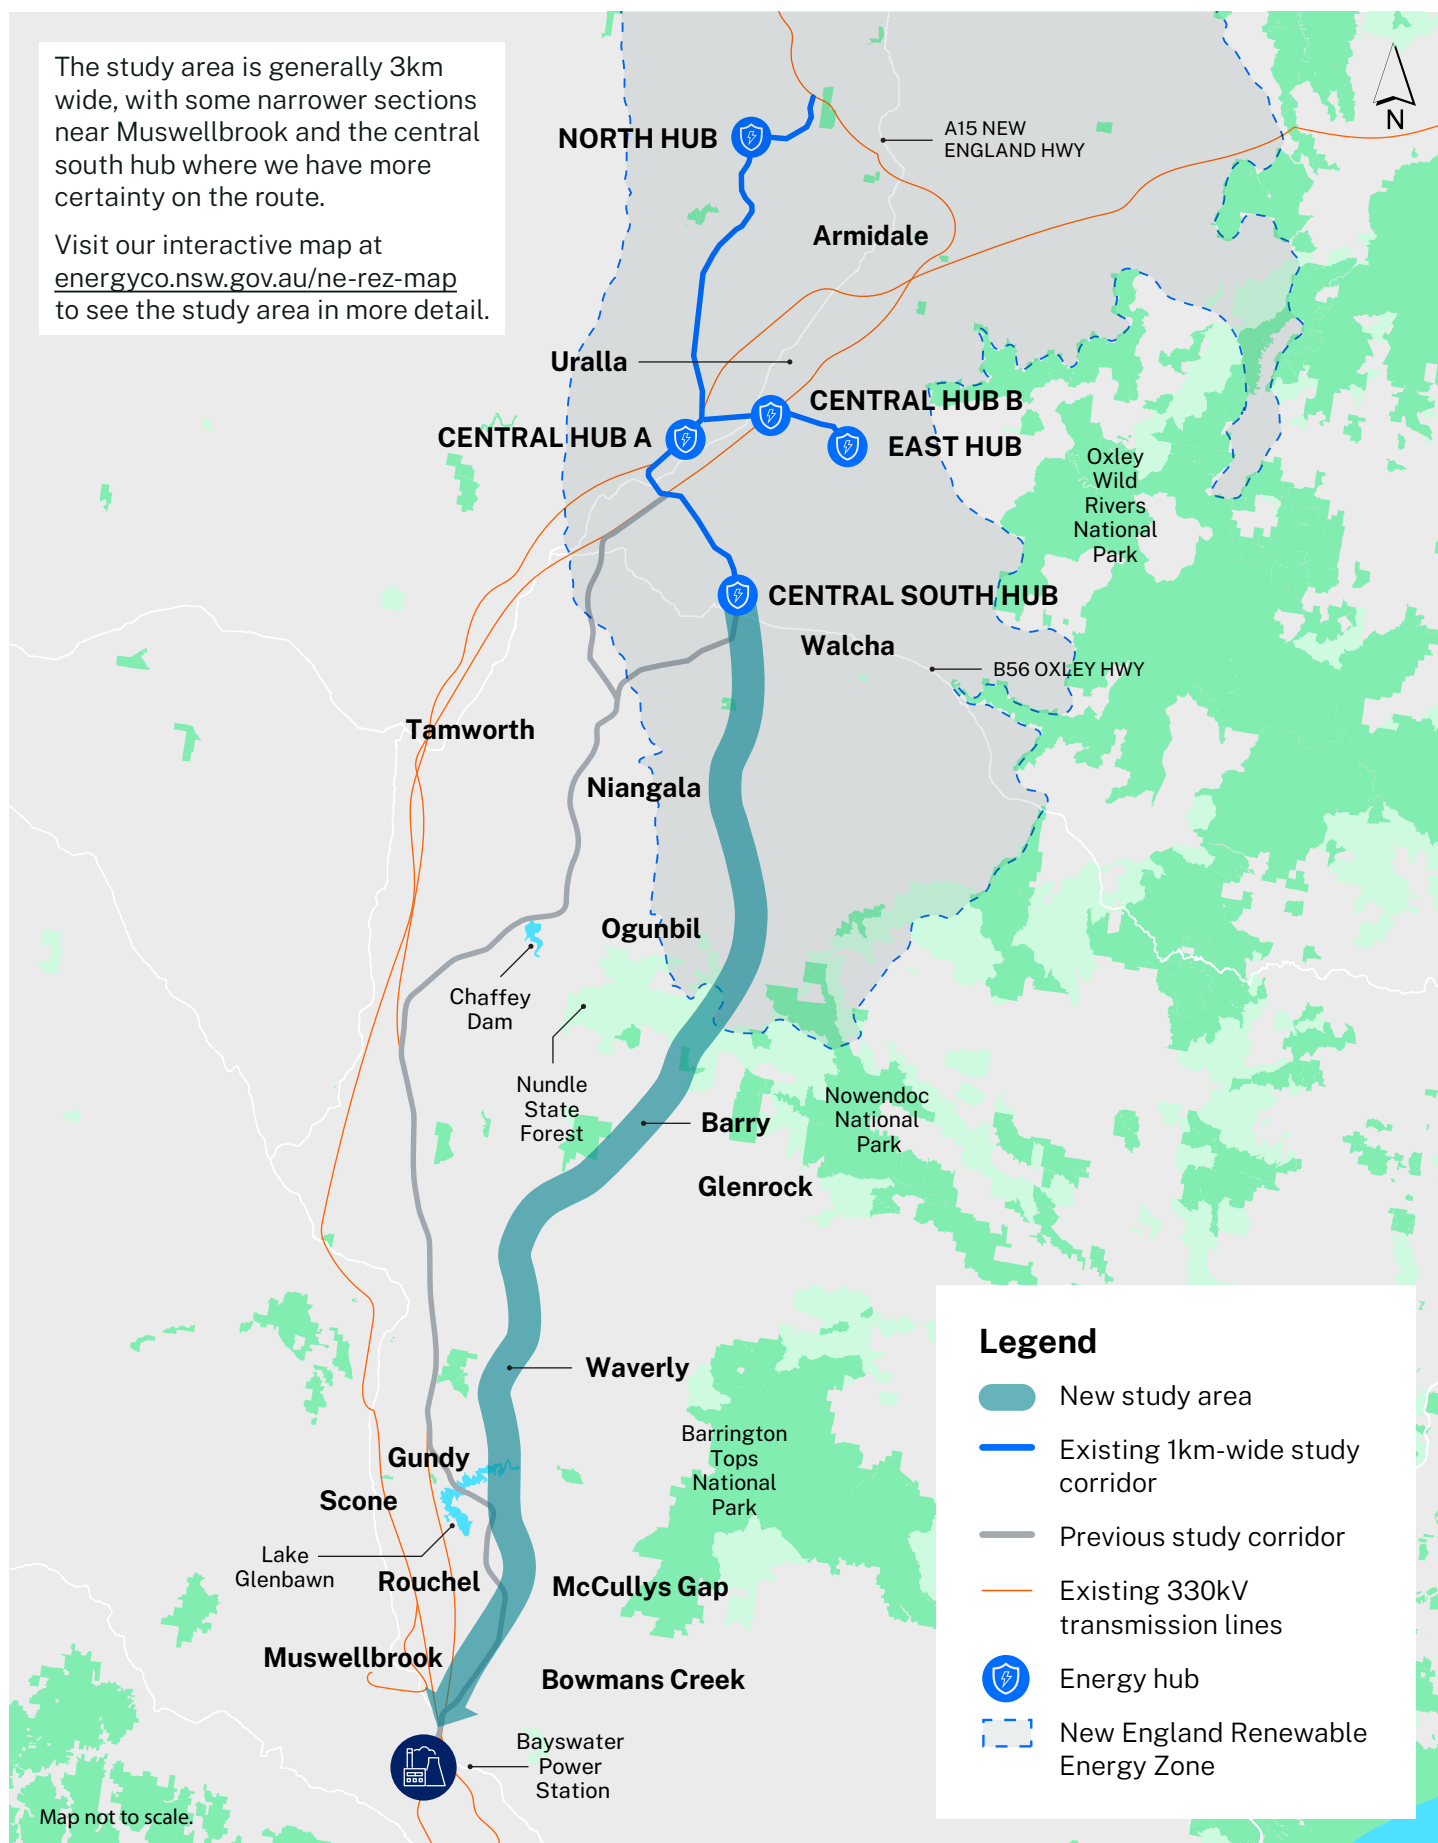 The study area is generally 3km
wide, with some narrower sections
near Muswellbrook and the central
south hub where we have more
certainty on the route.
Visit our interactive map at
energyco.nsw.gov.au/ne-rez-map
to see the study area in more detail.
N
NORTH HUB
A15 NEW
ENGLAND HWY
Armidale
Uralla
CENTRAL HUB B
CENTRAL HUB A
EAST HUB
Oxley
Wild
Rivers
National
Park
CENTRAL SOUTH HUB
Walcha
B56 OXLEY HWY
Tamworth
Niangala
Ogunbil
Chaffey
Dam
Nundle
State
Forest
Nowendoc
National
Park
Barry
Glenrock
Waverly
Barrington
Tops
National
Park
Gundy
Scone
Lake
Glenbawn
Rouchel
McCullys Gap
Muswellbrook
Bowmans Creek
Bayswater
Power
Station
Map not to scale.
Legend
New study area
Existing 1km-wide study
corridor
Previous study corridor
Existing 330kV
transmission lines
Energy hub
New England Renewable
Energy Zone